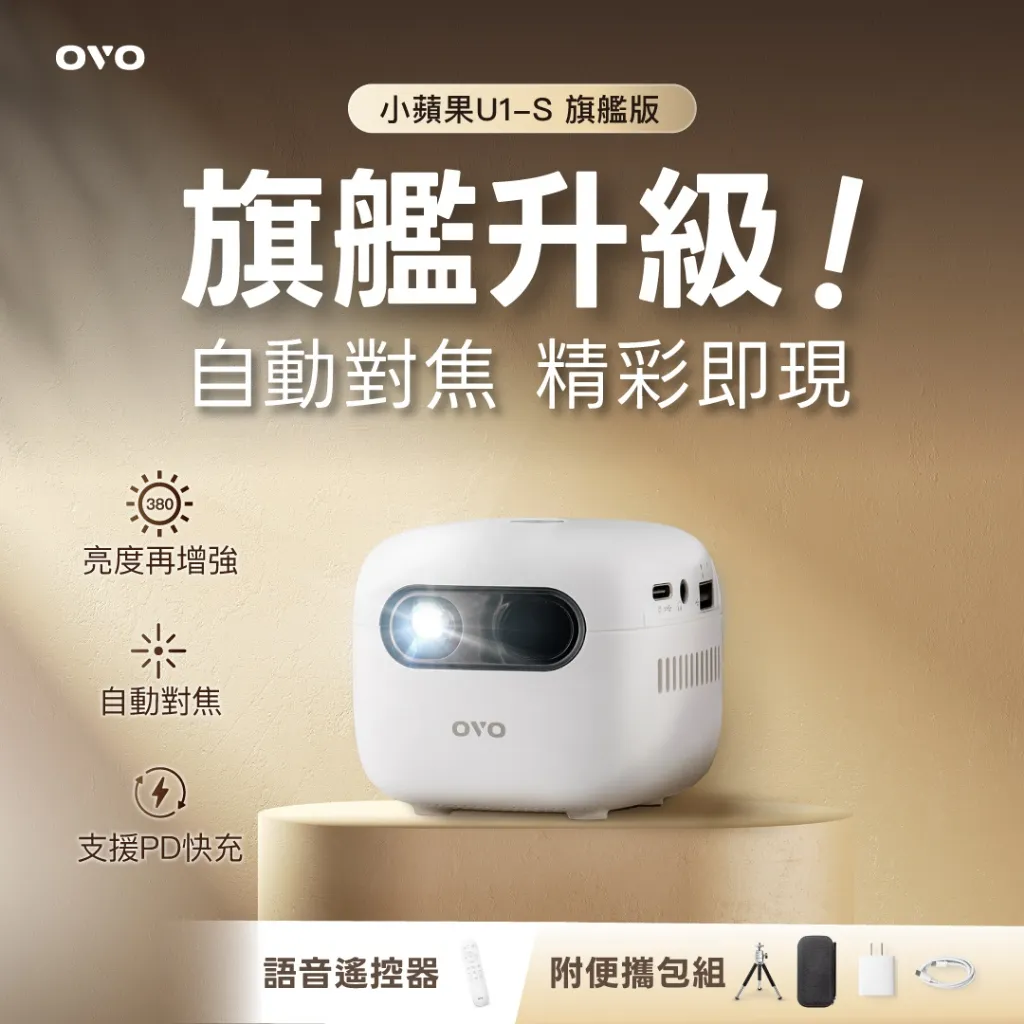 OVO
小蘋果U1-S 旗艦版
旗艦升級！
自動對焦 精彩即現
380
亮度再增強
自動對焦
支援PD快充
OVO
語音遙控器
附便攜包組